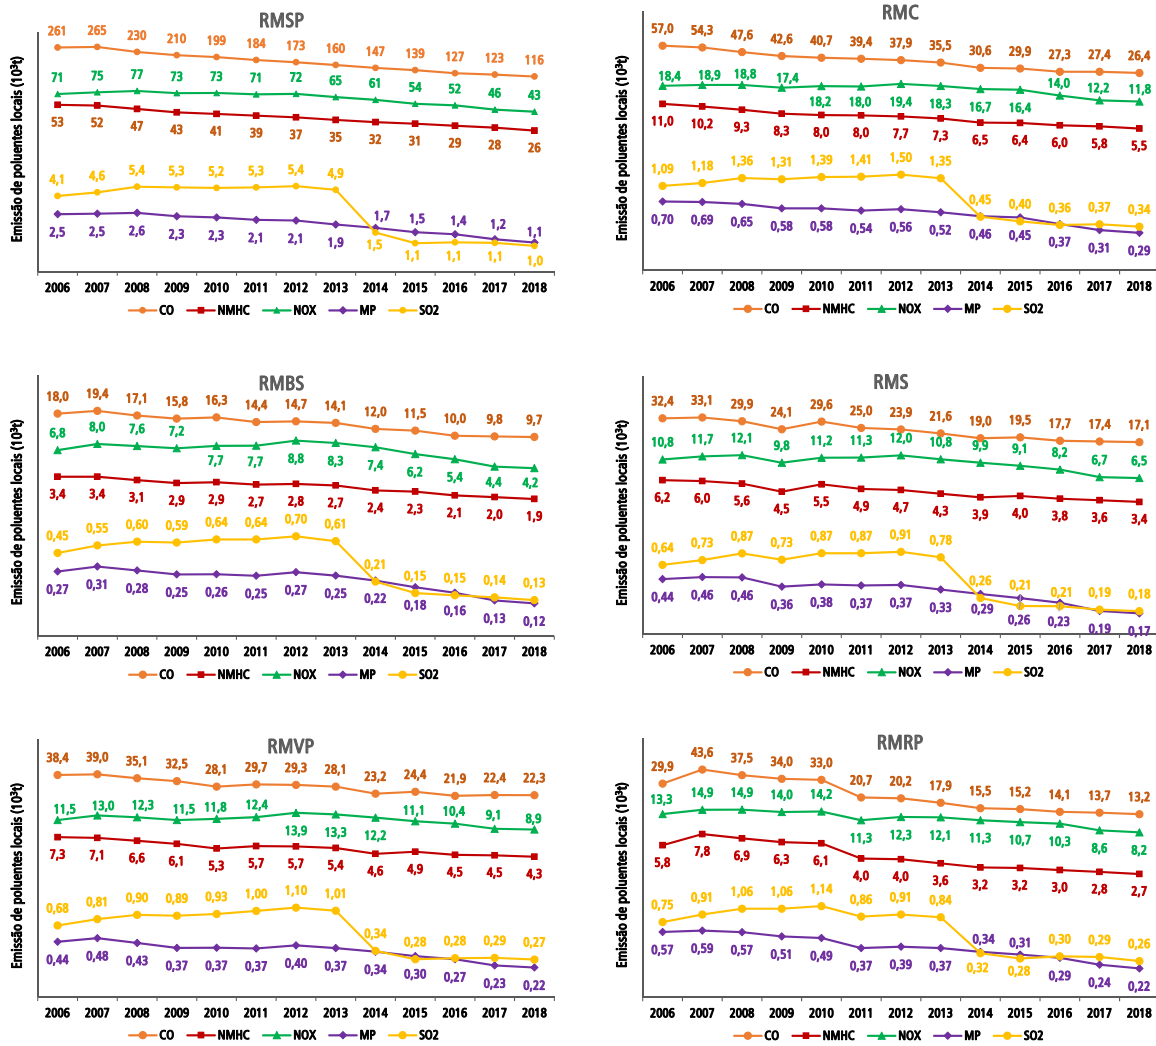 RMSP
Emissão de poluentes locais (10³t)
261 265 230 210 199 184 173 160 147 139 127 123 116
71 75 77 73 73 71 72 65 61 54 52 46 43
53 52 47 43 41 39 37 35 32 31 29 28 26
4,1 4,6 5,4 5,3 5,2 5,3 5,4 4,9 1,5 1,1 1,1 1,1 1,0
2,5 2,5 2,6 2,3 2,3 2,1 2,1 1,9 1,7 1,5 1,4 1,2 1,1
2006 2007 2008 2009 2010 2011 2012 2013 2014 2015 2016 2017 2018
CO NMHC NOX MP SO2
RMC
Emissão de poluentes locais (10³t)
57,0 54,3 47,6 42,6 40,7 39,4 37,9 35,5 30,6 29,9 27,3 27,4 26,4
18,4 18,9 18,8 17,4 18,2 18,0 19,4 18,3 16,7 16,4 14,0 12,2 11,8
11,0 10,2 9,3 8,3 8,0 8,0 7,7 7,3 6,5 6,4 6,0 5,8 5,5
1,09 1,18 1,36 1,31 1,39 1,41 1,50 1,35 0,45 0,40 0,36 0,37 0,34
0,70 0,69 0,65 0,58 0,58 0,54 0,56 0,52 0,46 0,45 0,37 0,31 0,29
2006 2007 2008 2009 2010 2011 2012 2013 2014 2015 2016 2017 2018
CO NMHC NOX MP SO2
RMBS
Emissão de poluentes locais (10³t)
18,0 19,4 17,1 15,8 16,3 14,4 14,7 14,1 12,0 11,5 10,0 9,8 9,7
6,8 8,0 7,6 7,2 7,7 7,7 8,8 8,3 7,4 6,2 5,4 4,4 4,2
3,4 3,4 3,1 2,9 2,9 2,7 2,8 2,7 2,4 2,3 2,1 2,0 1,9
0,45 0,55 0,60 0,59 0,64 0,64 0,70 0,61 0,21 0,15 0,15 0,14 0,13
0,27 0,31 0,28 0,25 0,26 0,25 0,27 0,25 0,22 0,18 0,16 0,13 0,12
2006 2007 2008 2009 2010 2011 2012 2013 2014 2015 2016 2017 2018
CO NMHC NOX MP SO2
RMS
Emissão de poluentes locais (10³t)
32,4 33,1 29,9 24,1 29,6 25,0 23,9 21,6 19,0 19,5 17,7 17,4 17,1
10,8 11,7 12,1 9,8 11,2 11,3 12,0 10,8 9,9 9,1 8,2 6,7 6,5
6,2 6,0 5,6 4,5 5,5 4,9 4,7 4,3 3,9 4,0 3,8 3,6 3,4
0,64 0,73 0,87 0,73 0,87 0,87 0,91 0,78 0,26 0,21 0,21 0,19 0,18
0,44 0,46 0,46 0,36 0,38 0,37 0,37 0,33 0,29 0,26 0,23 0,19 0,17
2006 2007 2008 2009 2010 2011 2012 2013 2014 2015 2016 2017 2018
CO NMHC NOX MP SO2
RMVP
Emissão de poluentes locais (10³t)
38,4 39,0 35,1 32,5 28,1 29,7 29,3 28,1 23,2 24,4 21,9 22,4 22,3
11,5 13,0 12,3 11,5 11,8 12,4 13,9 13,3 12,2 11,1 10,4 9,1 8,9
7,3 7,1 6,6 6,1 5,3 5,7 5,7 5,4 4,6 4,9 4,5 4,5 4,3
0,68 0,81 0,90 0,89 0,93 1,00 1,10 1,01 0,34 0,28 0,28 0,29 0,27
0,44 0,48 0,43 0,37 0,37 0,37 0,40 0,37 0,34 0,30 0,27 0,23 0,22
2006 2007 2008 2009 2010 2011 2012 2013 2014 2015 2016 2017 2018
CO NMHC NOX MP SO2
RMRP
Emissão de poluentes locais (10³t)
29,9 43,6 37,5 34,0 33,0 20,7 20,2 17,9 15,5 15,2 14,1 13,7 13,2
13,3 14,9 14,9 14,0 14,2 11,3 12,3 12,1 11,3 10,7 10,3 8,6 8,2
5,8 7,8 6,9 6,3 6,1 4,0 4,0 3,6 3,2 3,2 3,0 2,8 2,7
0,75 0,91 1,06 1,06 1,14 0,86 0,91 0,84 0,32 0,28 0,30 0,29 0,26
0,57 0,59 0,57 0,51 0,49 0,37 0,39 0,37 0,34 0,31 0,29 0,24 0,22
2006 2007 2008 2009 2010 2011 2012 2013 2014 2015 2016 2017 2018
CO NMHC NOX MP SO2